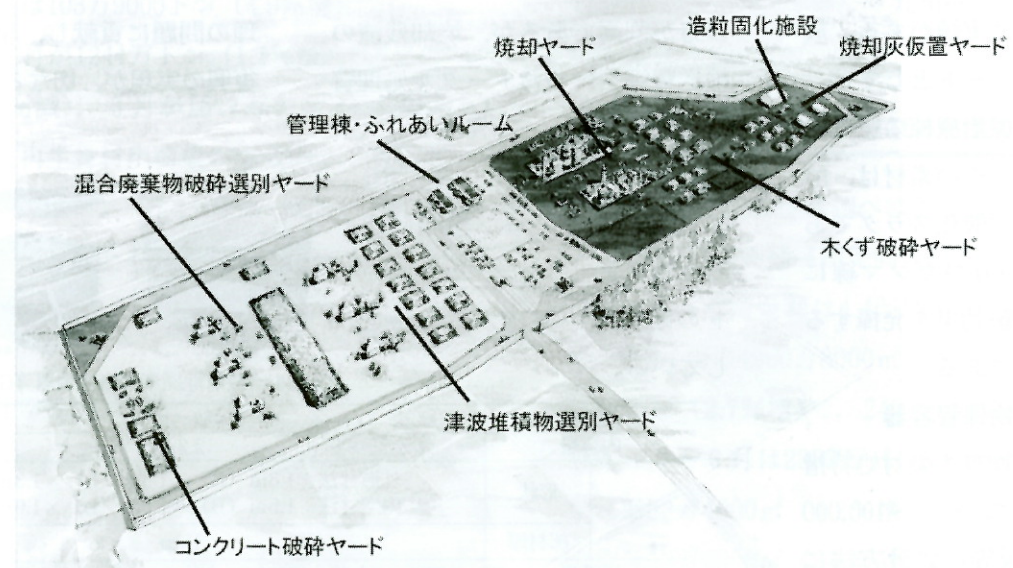 造粒固化施設
焼却ヤード
焼却灰仮置ヤード
管理棟・ふれあいルーム
混合廃棄物破砕選別ヤード
木くず破砕ヤード
津波堆積物選別ヤード
コンクリート破砕ヤード